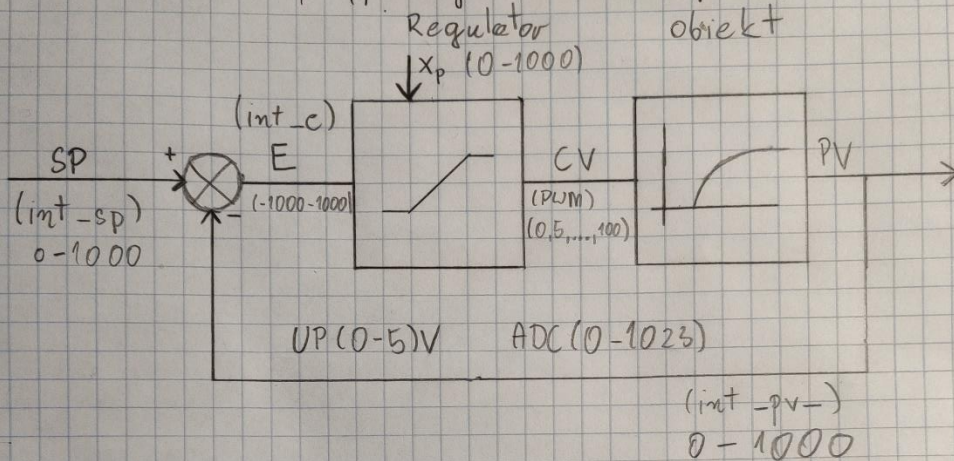 Regulator
obiekt
Xp (0-1000)
(int_e)
SP
+
E
CV
PV
(int_sp)
(-1000-1000)
-
(PWM)
0-1000
(0,5,...,100)
UP(0-5)V
ADC(0-1023)
(int_pv_)
0-1000